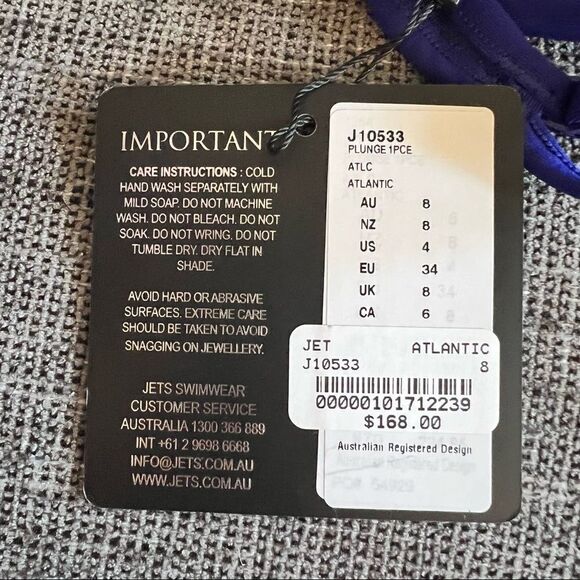 IMPORTANT
CARE INSTRUCTIONS : COLD
HAND WASH SEPARATELY WITH
MILD SOAP. DO NOT MACHINE
WASH. DO NOT BLEACH. DO NOT
SOAK. DO NOT WRING. DO NOT
TUMBLE DRY. DRY FLAT IN
SHADE.
AVOID HARD OR ABRASIVE
SURFACES. EXTREME CARE
SHOULD BE TAKEN TO AVOID
SNAGGING ON JEWELLERY.
JETS SWIMWEAR
CUSTOMER SERVICE
AUSTRALIA 1300 366 889
INT +61 2 9698 6668
INFO@JETS.COM.AU
WWW.JETS.COM.AU
J10533
PLUNGE 1PCE
ATLC
ATLANTIC
AU 8
NZ 8
US 4
EU 34
UK 8
CA 6
JET ATLANTIC
J10533 8
00000101712239
$168.00
Australian Registered Design